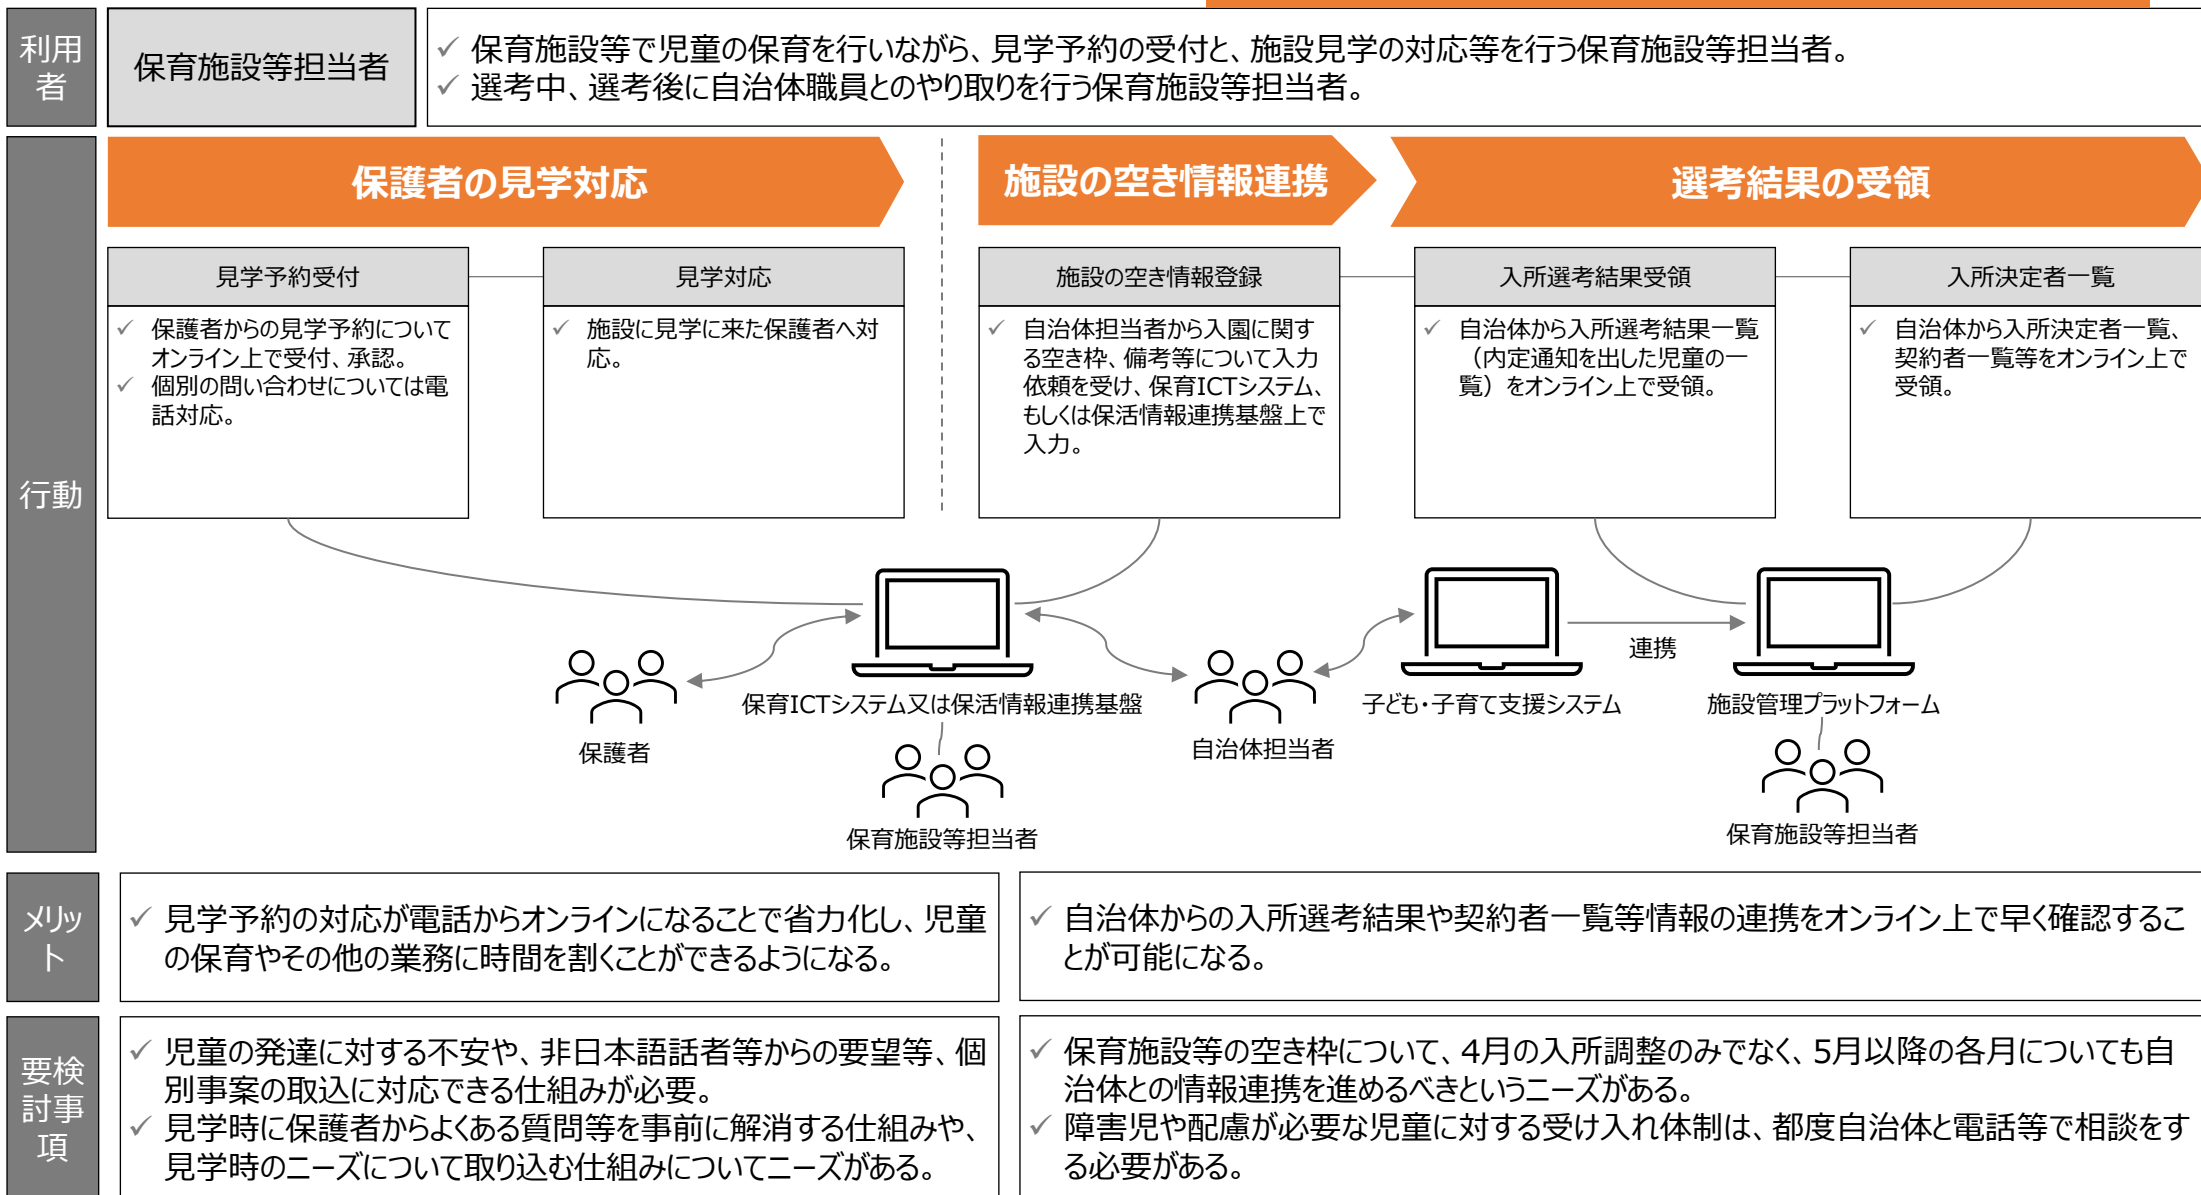 利用
者
保育施設等担当者
✓ 保育施設等で児童の保育を行いながら、見学予約の受付と、施設見学の対応等を行う保育施設等担当者。
✓ 選考中、選考後に自治体職員とのやり取りを行う保育施設等担当者。
行動
保護者の見学対応
施設の空き情報連携
選考結果の受領
見学予約受付
✓ 保護者からの見学予約について
オンライン上で受付、承認。
✓ 個別の問い合わせについては電
話対応。
見学対応
✓ 施設に見学に来た保護者へ対
応。
施設の空き情報登録
✓ 自治体担当者から入園に関す
る空き枠、備考等について入力
依頼を受け、保育ICTシステム、
もしくは保活情報連携基盤上で
入力。
入所選考結果受領
✓ 自治体から入所選考結果一覧
（内定通知を出した児童の一
覧）をオンライン上で受領。
入所決定者一覧
✓ 自治体から入所決定者一覧、
契約者一覧等をオンライン上で
受領。
保護者
保育ICTシステム又は保活情報連携基盤
保育施設等担当者
自治体担当者
子ども・子育て支援システム
連携
施設管理プラットフォーム
保育施設等担当者
メリッ
ト
✓ 見学予約の対応が電話からオンラインになることで省力化し、児童
の保育やその他の業務に時間を割くことができるようになる。
✓ 自治体からの入所選考結果や契約者一覧等情報の連携をオンライン上で早く確認するこ
とが可能になる。
要検
討事
項
✓ 児童の発達に対する不安や、非日本語話者等からの要望等、個
別事案の取込に対応できる仕組みが必要。
✓ 見学時に保護者からよくある質問等を事前に解消する仕組みや、
見学時のニーズについて取り込む仕組みについてニーズがある。
✓ 保育施設等の空き枠について、4月の入所調整のみでなく、5月以降の各月についても自
治体との情報連携を進めるべきというニーズがある。
✓ 障害児や配慮が必要な児童に対する受け入れ体制は、都度自治体と電話等で相談をす
る必要がある。